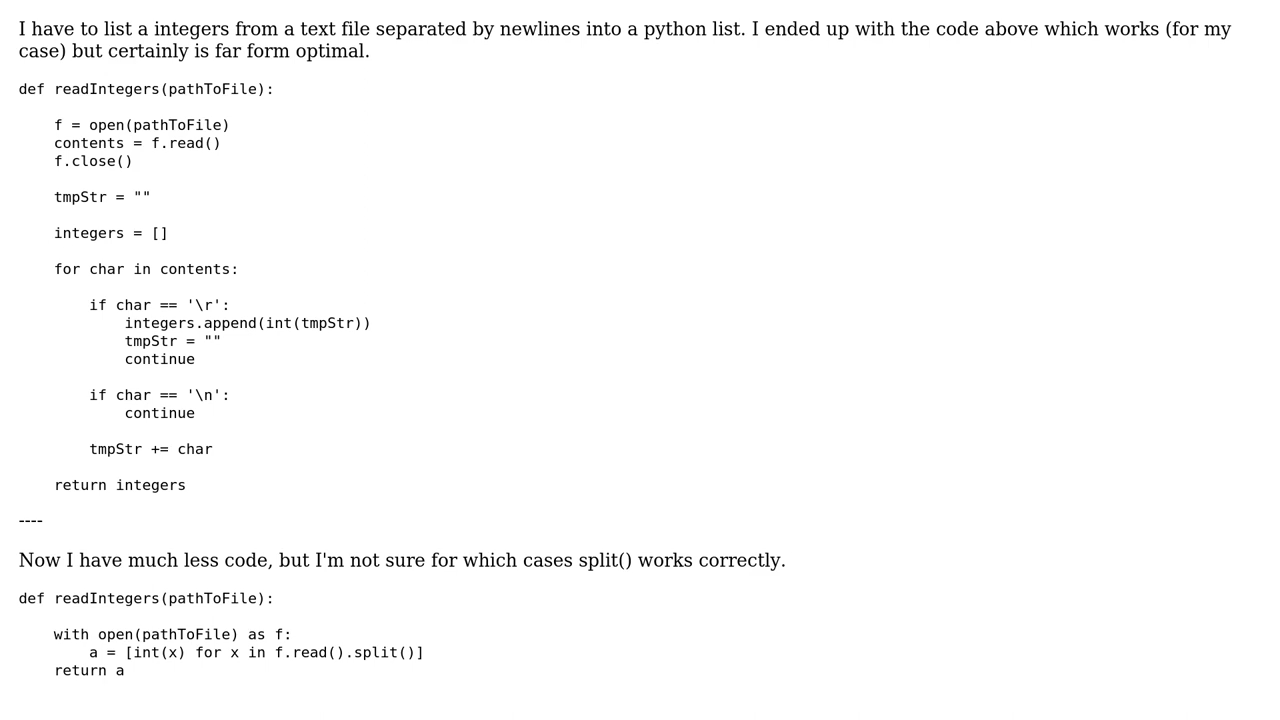 I have to list a integers from a text file separated by newlines into a python list. I ended up with the code above which works (for my
case) but certainly is far form optimal.
def readIntegers(pathToFile):
    f = open(pathToFile)
    contents = f.read()
    f.close()
    tmpStr = ""
    integers = []
    for char in contents:
        if char == '\r':
            integers.append(int(tmpStr))
            tmpStr = ""
            continue
        if char == '\n':
            continue
        tmpStr += char
    return integers
----
Now I have much less code, but I'm not sure for which cases split() works correctly.
def readIntegers(pathToFile):
    with open(pathToFile) as f:
        a = [int(x) for x in f.read().split()]
    return a